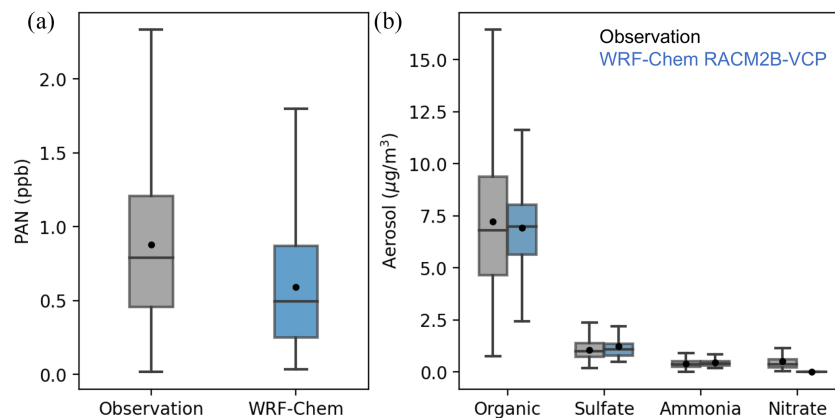 (a)
PAN (ppb)
2.0
1.5
1.0
0.5
0.0
Observation WRF-Chem
(b)
Observation
WRF-Chem RACM2B-VCP
Aerosol (μg/m³)
15.0
12.5
10.0
7.5
5.0
2.5
0.0
Organic Sulfate Ammonia Nitrate